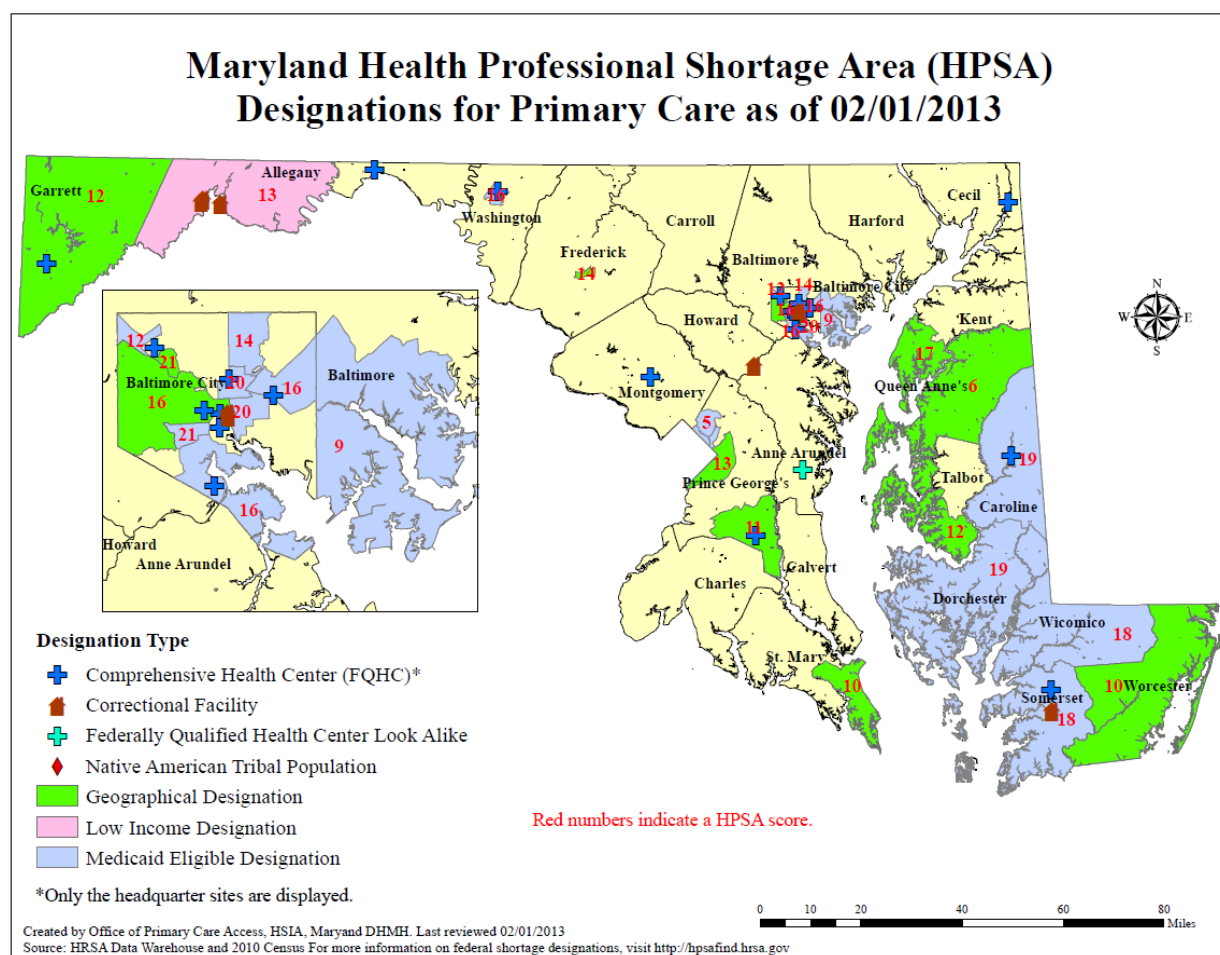 Maryland Health Professional Shortage Area (HPSA)
Designations for Primary Care as of 02/01/2013
Garrett
12
Allegany
13
16
Washington
Frederick
14
Carroll
Baltimore
Harford
Cecil
12
14
Baltimore City
16
9
20
16
Howard
Kent
17
Queen Anne's
6
Montgomery
5
13
Prince George's
Anne Arundel
19
Talbot
Caroline
12
11
Calvert
Charles
19
Dorchester
Wicomico
18
St. Mary
10
10
Worcester
Somerset
18
N
W
E
S
12
21
14
Baltimore City
20
16
Baltimore
16
20
21
9
16
Howard
Anne Arundel
Designation Type
Comprehensive Health Center (FQHC)*
Correctional Facility
Federally Qualified Health Center Look Alike
Native American Tribal Population
Geographical Designation
Low Income Designation
Medicaid Eligible Designation
*Only the headquarter sites are displayed.
Red numbers indicate a HPSA score.
0 10 20 40 60 80
Miles
Created by Office of Primary Care Access, HSIA, Maryand DHMH. Last reviewed 02/01/2013
Source: HRSA Data Warehouse and 2010 Census For more information on federal shortage designations, visit http://hpsafind.hrsa.gov